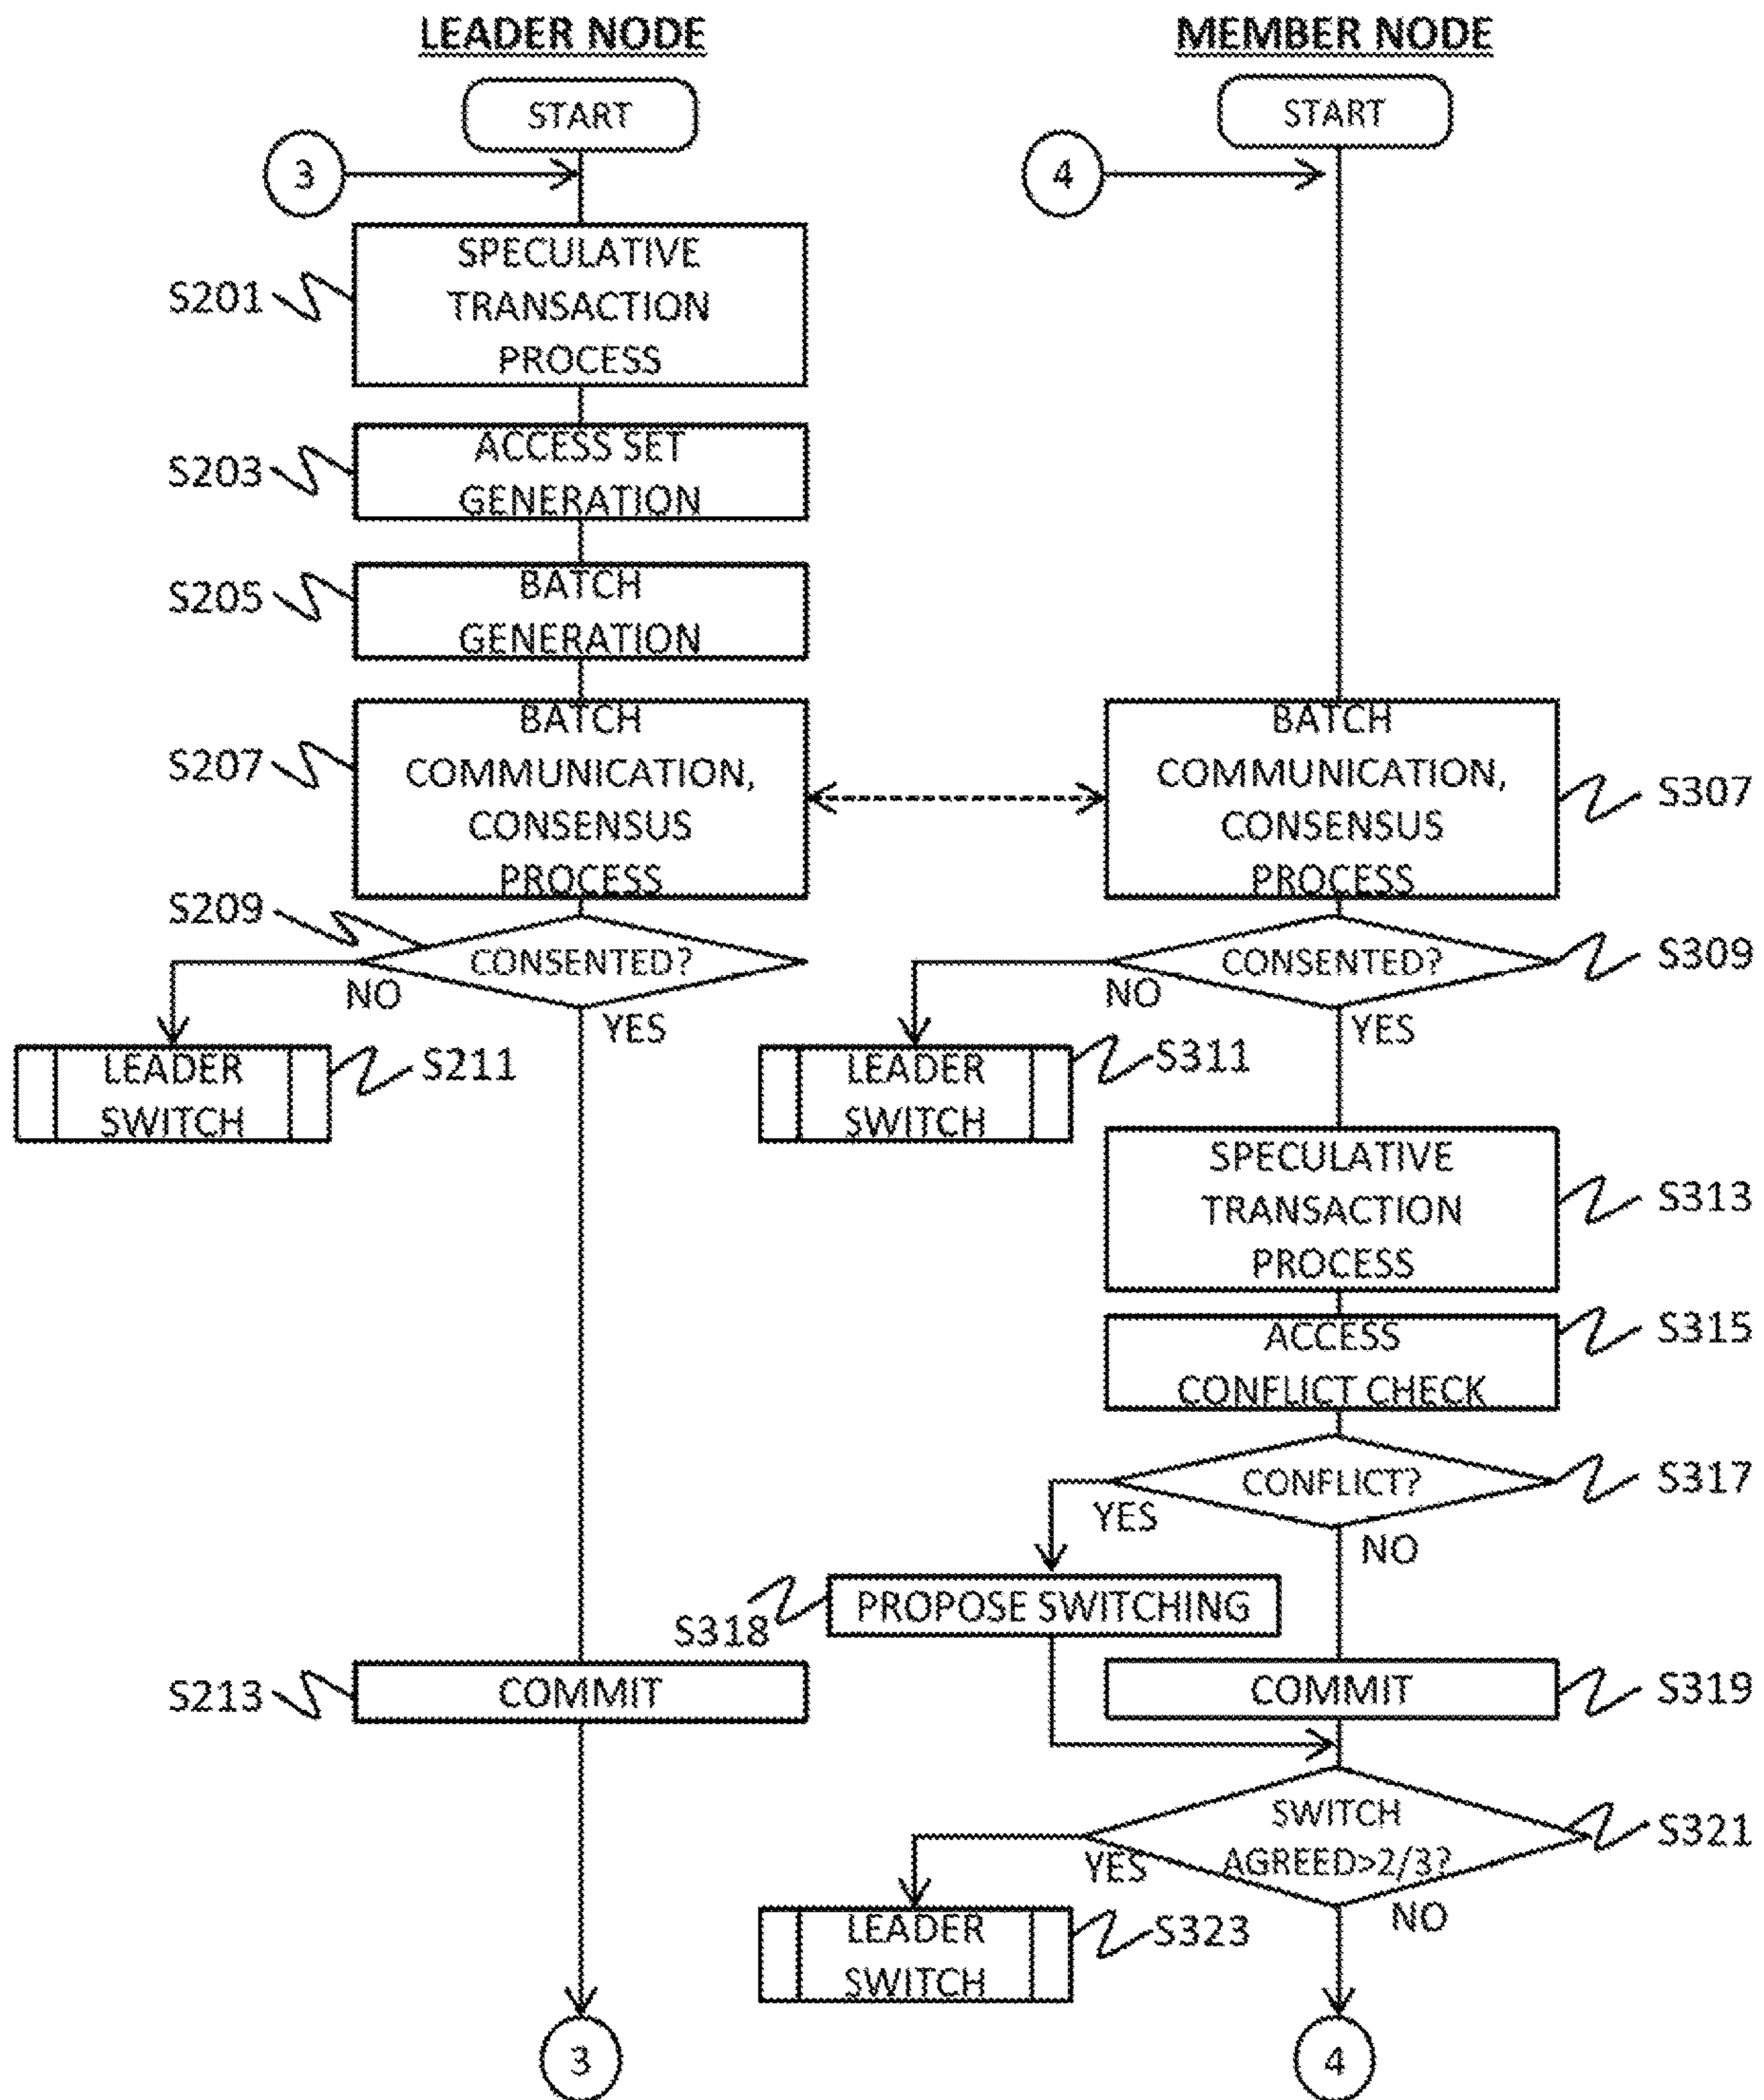 LEADER NODE
MEMBER NODE
START
START
3
4
S201
SPECULATIVE
TRANSACTION
PROCESS
S203
ACCESS SET
GENERATION
S205
BATCH
GENERATION
S207
BATCH
COMMUNICATION,
CONSENSUS
PROCESS
BATCH
COMMUNICATION,
CONSENSUS
PROCESS
S307
S209
CONSENTED?
NO
YES
CONSENTED?
S309
NO
YES
LEADER
SWITCH
S211
LEADER
SWITCH
S311
SPECULATIVE
TRANSACTION
PROCESS
S313
ACCESS
CONFLICT CHECK
S315
CONFLICT?
S317
YES
NO
S318
PROPOSE SWITCHING
S213
COMMIT
COMMIT
S319
SWITCH
AGREED>2/3?
S321
YES
NO
LEADER
SWITCH
S323
3
4